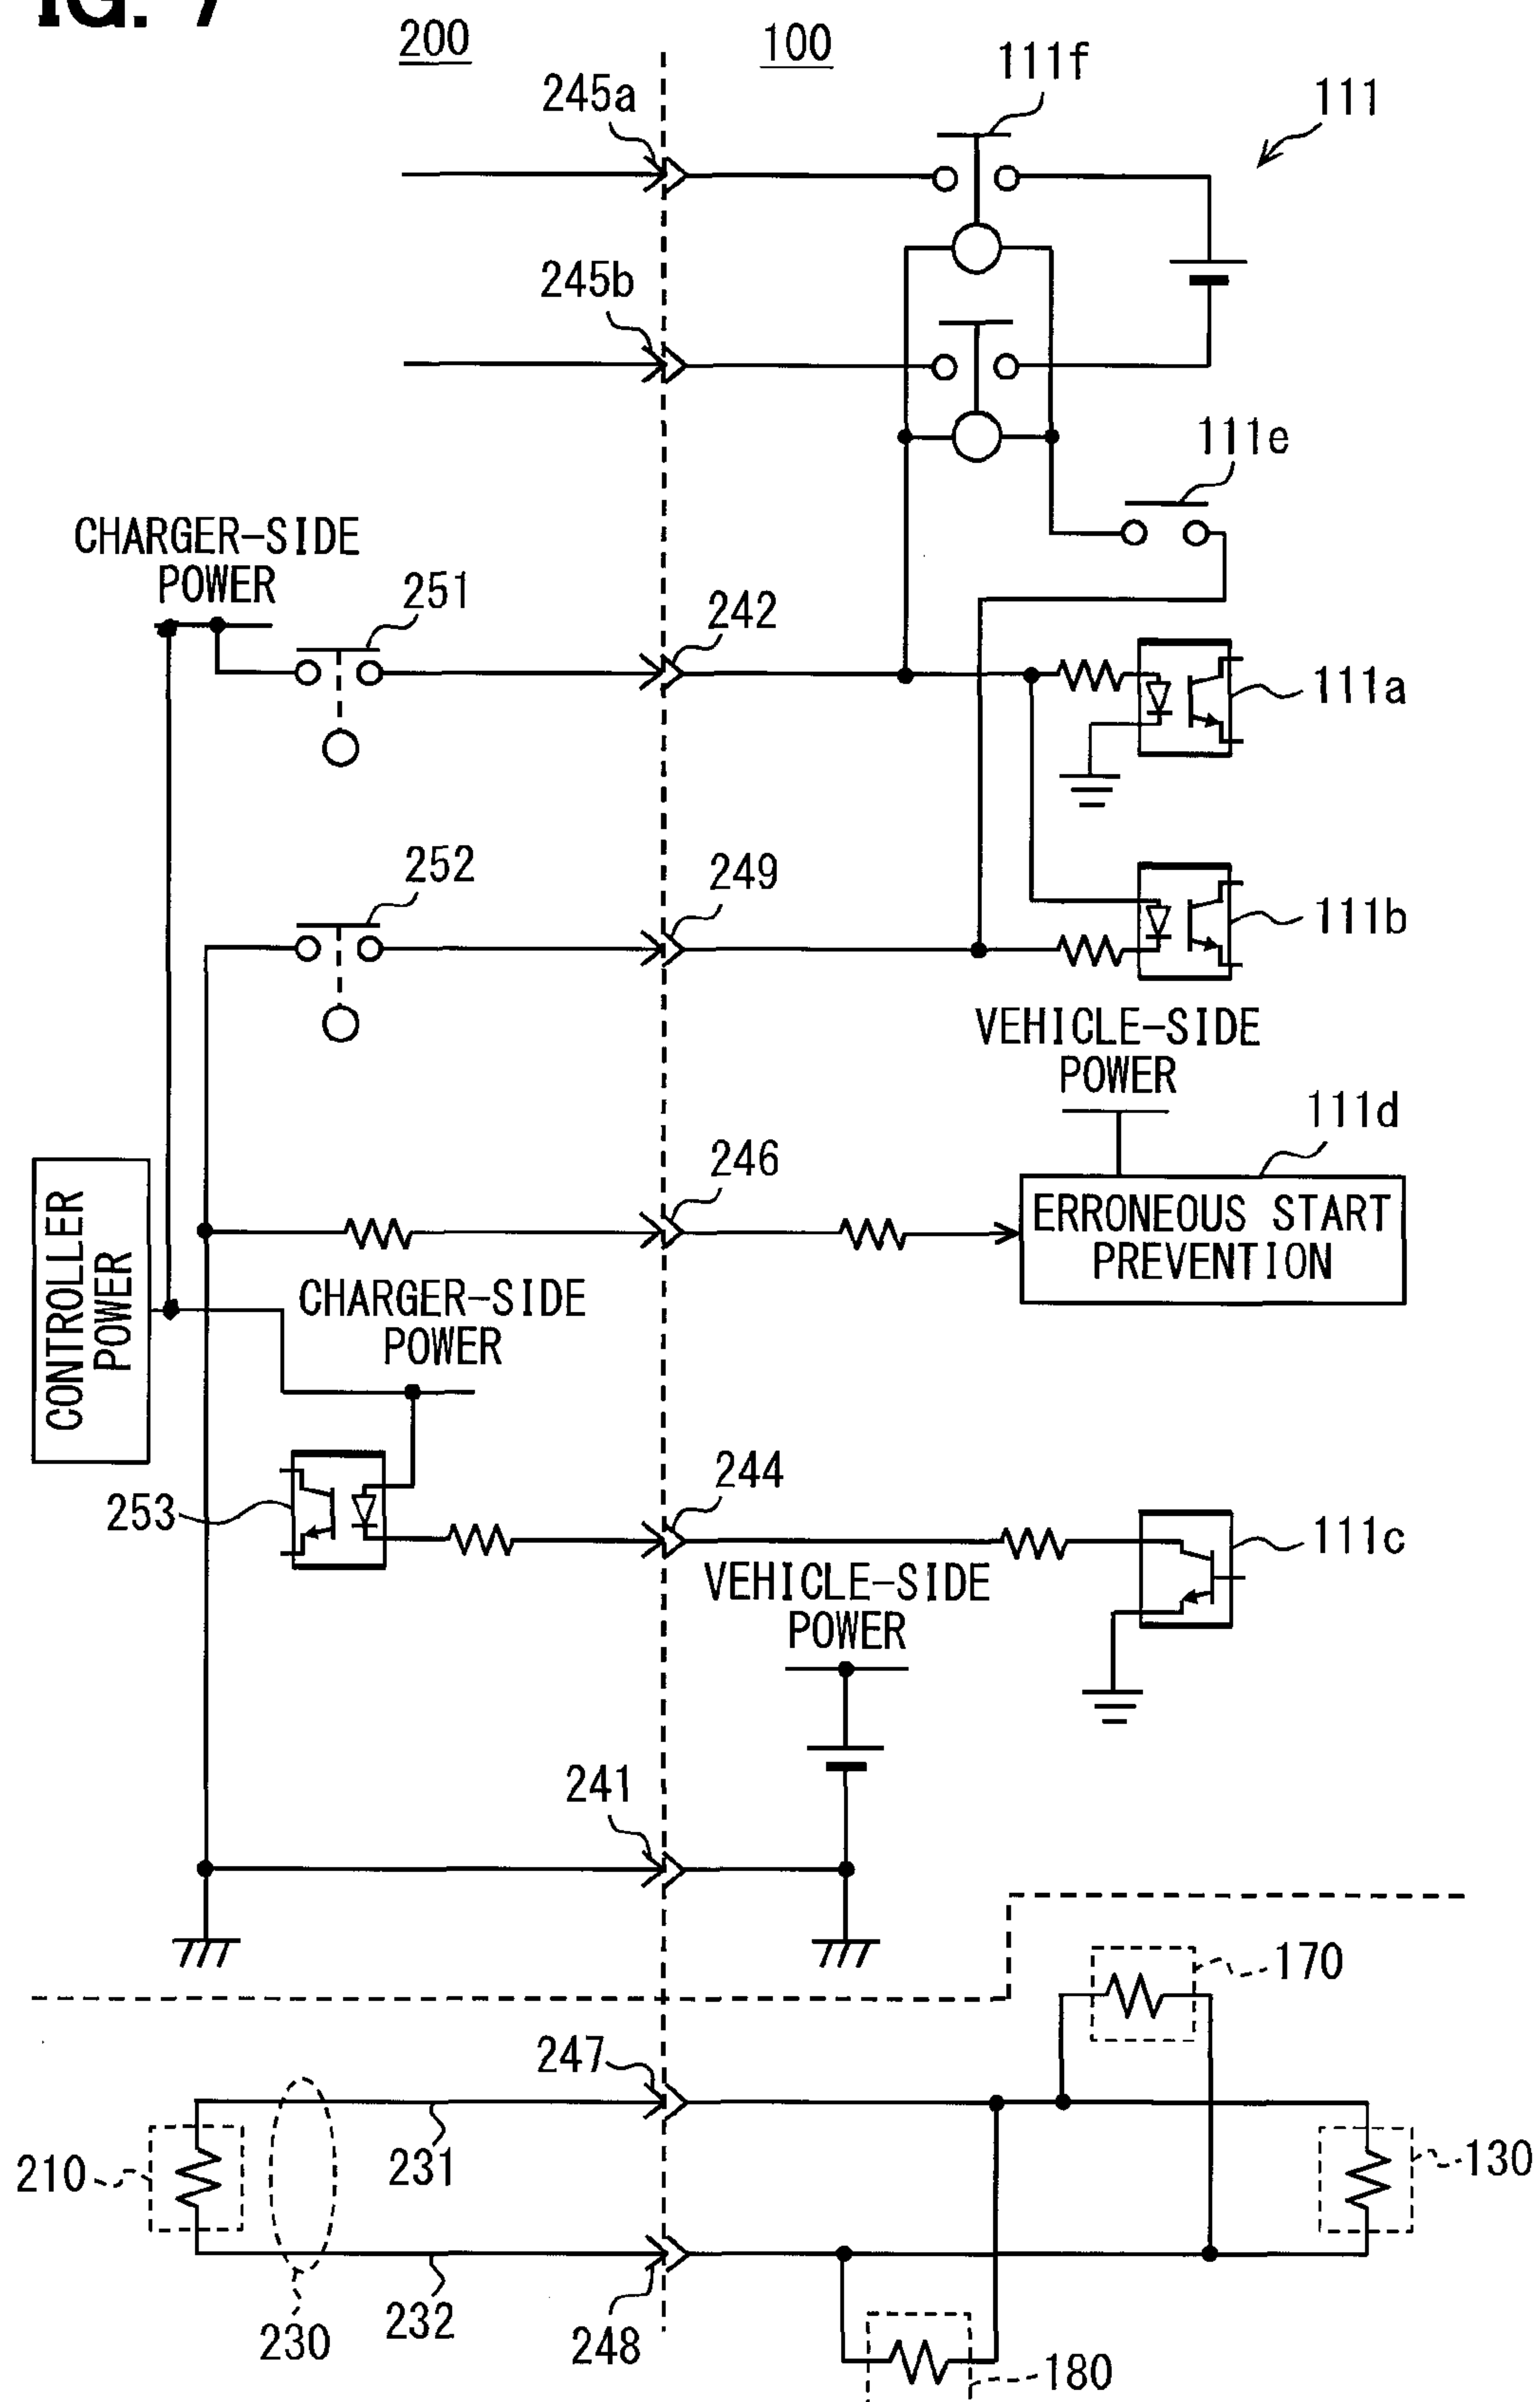 FIG. 7
200
100
111f
245a
111
245b
111e
CHARGER-SIDE
POWER
251
242
111a
252
249
111b
VEHICLE-SIDE
POWER
111d
246
ERRONEOUS START
PREVENTION
CONTROLLER
POWER
CHARGER-SIDE
POWER
253
244
111c
VEHICLE-SIDE
POWER
241
170
247
210
231
130
230
232
248
180